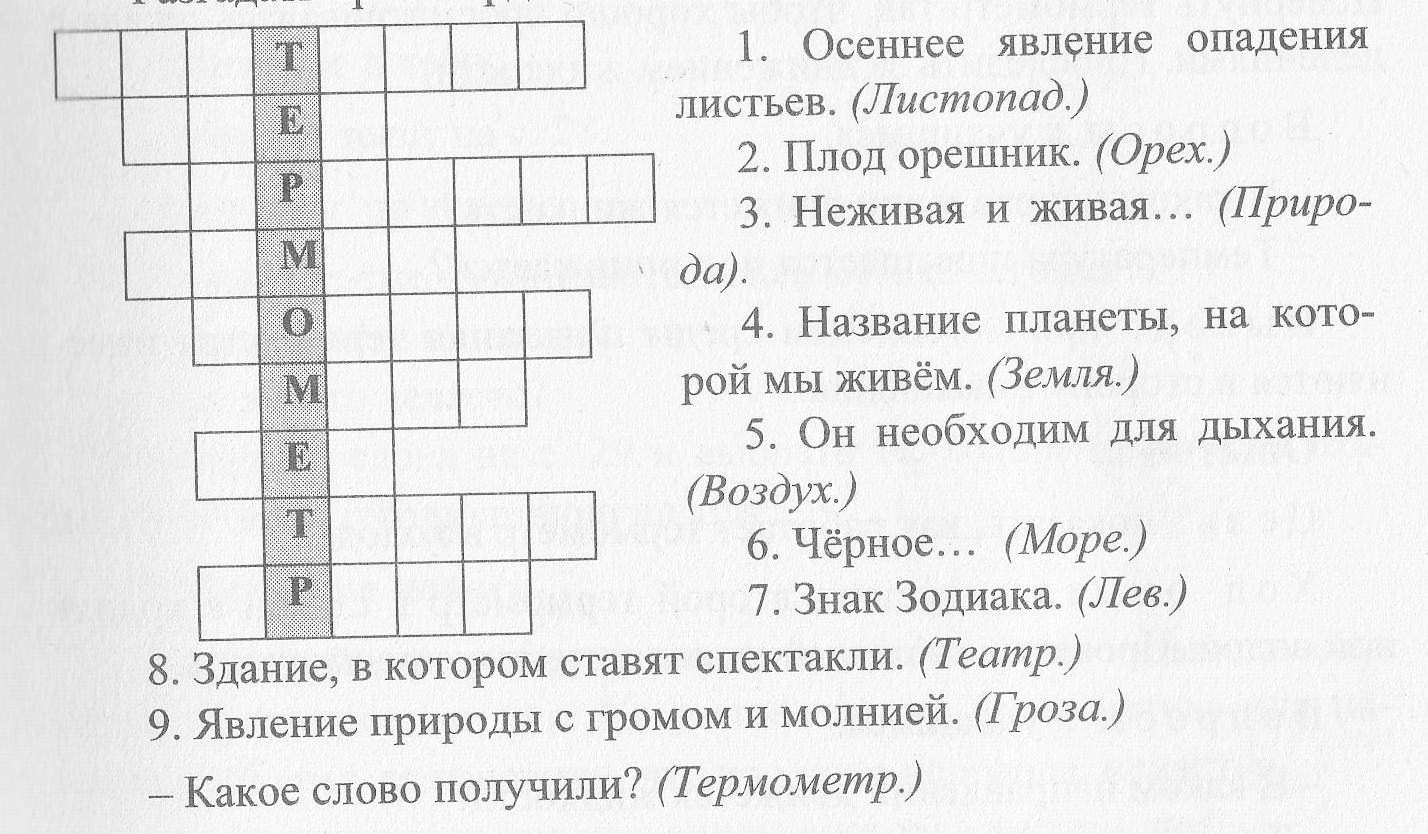 Т
Е
Р
М
О
М
Е
Т
Р
1. Осеннее явление опадения
листьев. (Листопад.)
2. Плод орешник. (Орех.)
3. Неживая и живая... (Приро-
да).
4. Название планеты, на кото-
рой мы живём. (Земля.)
5. Он необходим для дыхания.
(Воздух.)
6. Чёрное... (Море.)
7. Знак Зодиака. (Лев.)
8. Здание, в котором ставят спектакли. (Театр.)
9. Явление природы с громом и молнией. (Гроза.)
– Какое слово получили? (Термометр.)